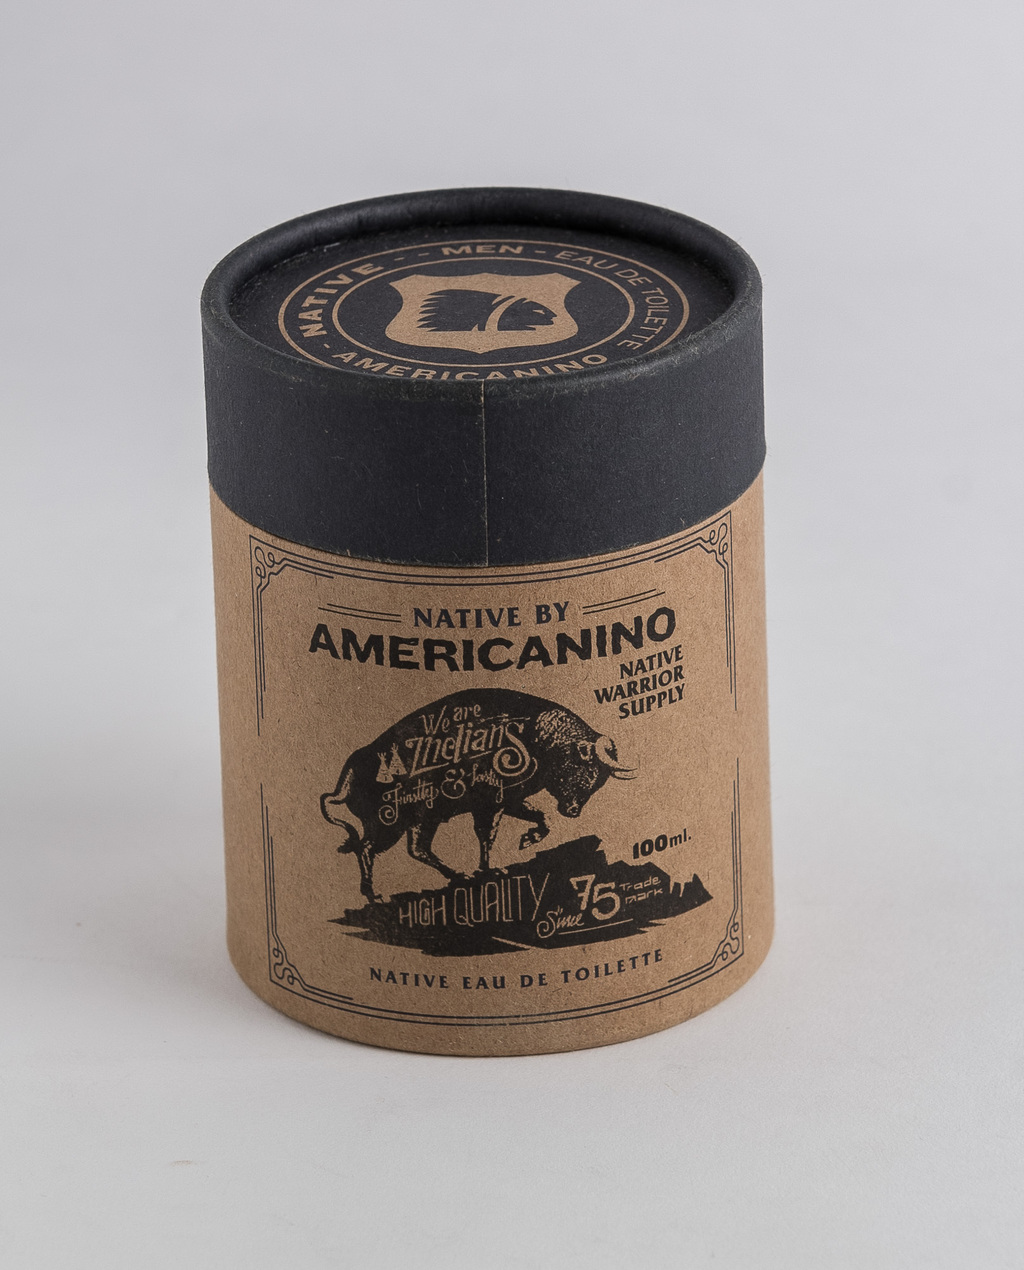 NATIVE - - MEN - EAU DE TOILETTE
- AMERICANINO
NATIVE BY
AMERICANINO
NATIVE
WARRIOR
SUPPLY
We are
Indians
Firstly &
100ml.
HIGH QUALITY
Since 75 Trade
mark
NATIVE EAU DE TOILETTE